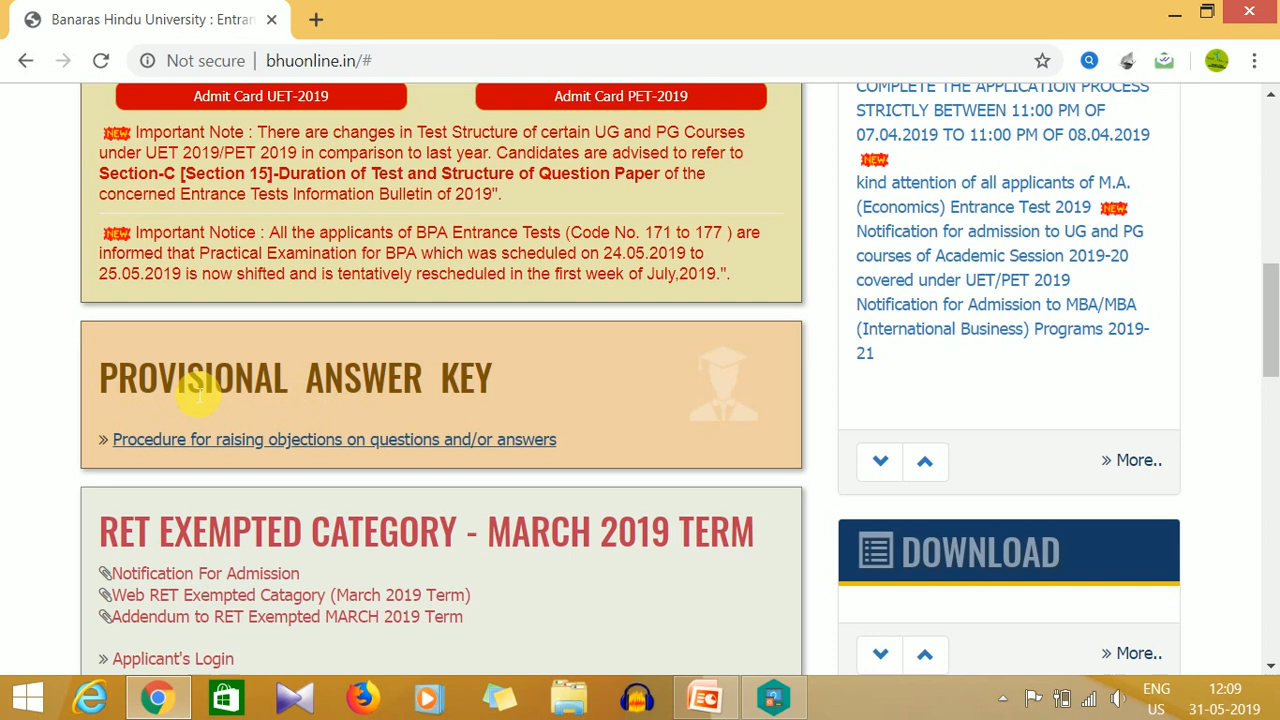 Banaras Hindu University : Entran
Not secure
bhuonline.in/#
Admit Card UET-2019
Admit Card PET-2019
NEW Important Note : There are changes in Test Structure of certain UG and PG Courses
under UET 2019/PET 2019 in comparison to last year. Candidates are advised to refer to
Section-C [Section 15]-Duration of Test and Structure of Question Paper of the
concerned Entrance Tests Information Bulletin of 2019".
NEW Important Notice : All the applicants of BPA Entrance Tests (Code No. 171 to 177 ) are
informed that Practical Examination for BPA which was scheduled on 24.05.2019 to
25.05.2019 is now shifted and is tentatively rescheduled in the first week of July,2019.".
PROVISIONAL ANSWER KEY
» Procedure for raising objections on questions and/or answers
RET EXEMPTED CATEGORY - MARCH 2019 TERM
Notification For Admission
Web RET Exempted Catagory (March 2019 Term)
Addendum to RET Exempted MARCH 2019 Term
» Applicant's Login
COMPLETE THE APPLICATION PROCESS
STRICTLY BETWEEN 11:00 PM OF
07.04.2019 TO 11:00 PM OF 08.04.2019
NEW
kind attention of all applicants of M.A.
(Economics) Entrance Test 2019 NEW
Notification for admission to UG and PG
courses of Academic Session 2019-20
covered under UET/PET 2019
Notification for Admission to MBA/MBA
(International Business) Programs 2019-
21
» More..
DOWNLOAD
» More..
ENG
US
12:09
31-05-2019